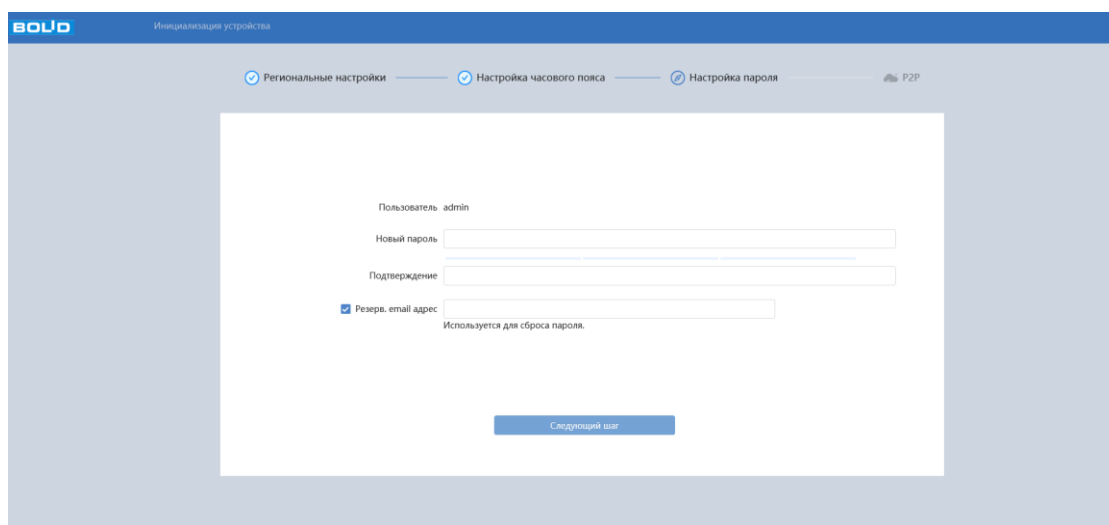 BOLID Инициализация устройства
Региональные настройки Настройка часового пояса Настройка пароля P2P
Пользователь admin
Новый пароль
Подтверждение
Резерв. email адрес
Используется для сброса пароля.
Следующий шаг